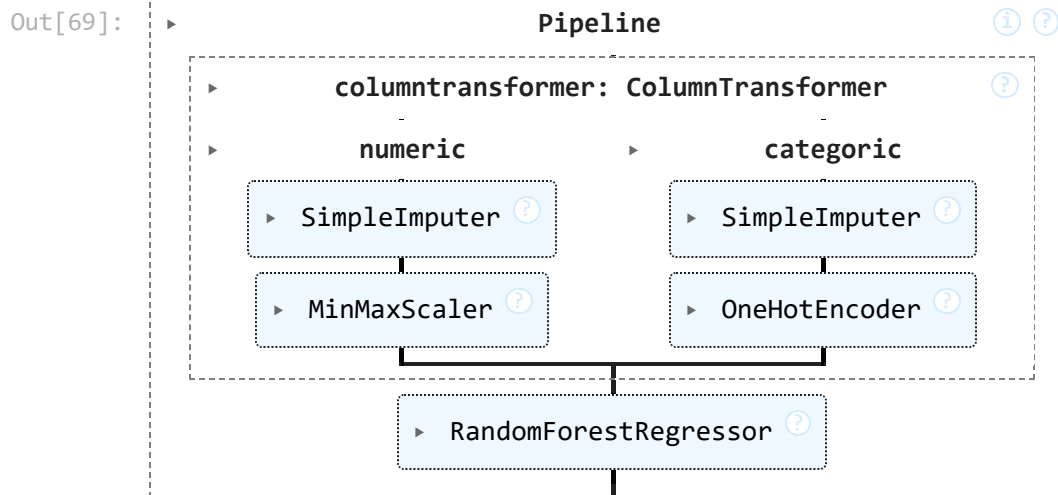 Out[69]: Pipeline i ?
columntransformer: ColumnTransformer ?
numeric categoric
SimpleImputer ? SimpleImputer ?
MinMaxScaler ? OneHotEncoder ?
RandomForestRegressor ?